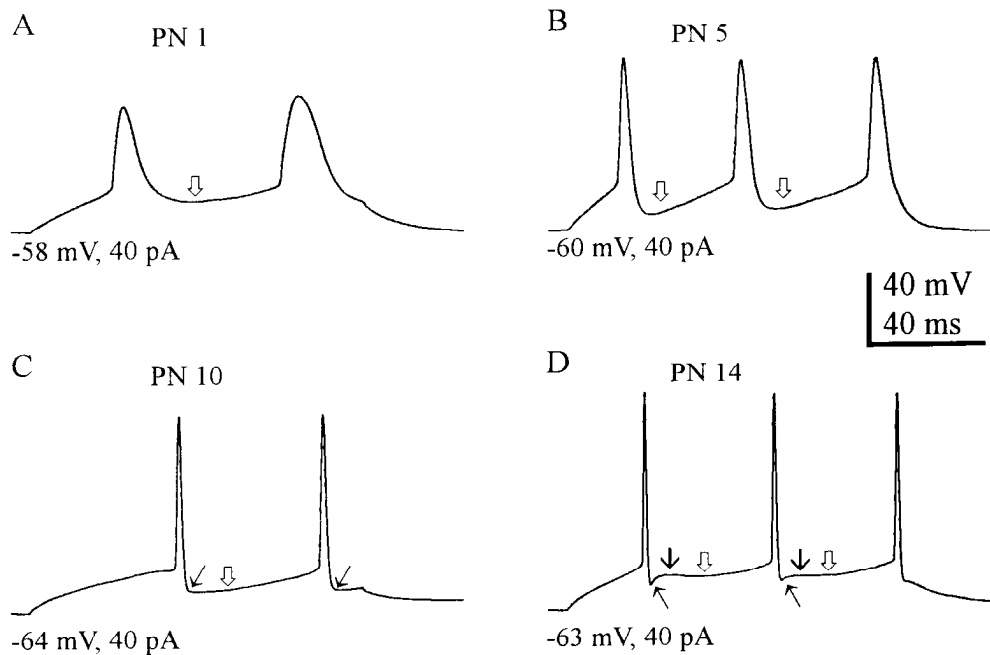 A
PN 1
-58 mV, 40 pA
B
PN 5
-60 mV, 40 pA
40 mV
40 ms
C
PN 10
-64 mV, 40 pA
D
PN 14
-63 mV, 40 pA